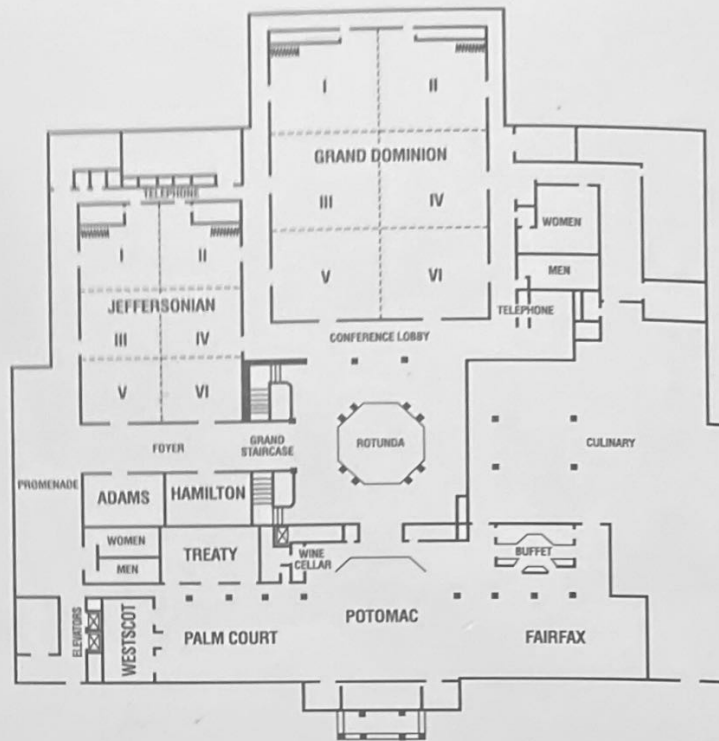 I
II
GRAND DOMINION
III
IV
V
VI
TELEPHONE
WOMEN
MEN
TELEPHONE
I
II
JEFFERSONIAN
III
IV
V
VI
CONFERENCE LOBBY
FOYER
GRAND
STAIRCASE
ROTUNDA
CULINARY
PROMENADE
ADAMS
HAMILTON
WOMEN
MEN
TREATY
WINE
CELLAR
BUFFET
ELEVATORS
WESTSCOT
PALM COURT
POTOMAC
FAIRFAX